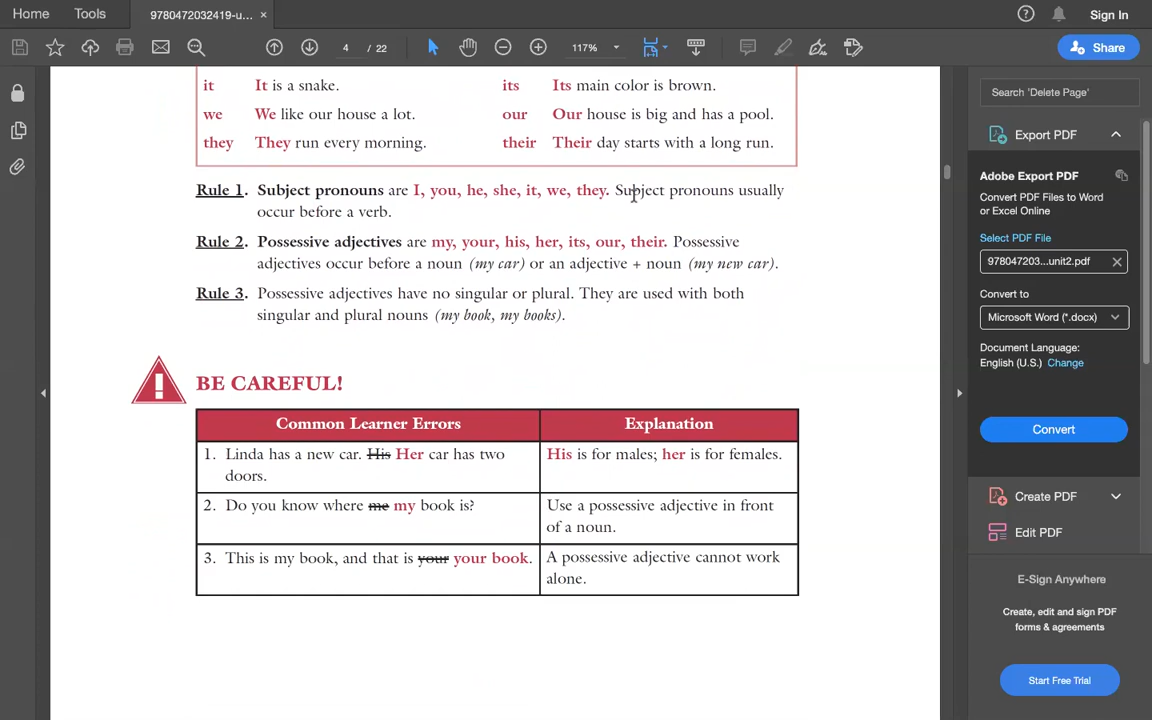 Home Tools 9780472032419-u... ×
Sign In
4 / 22 117%
Share
it It is a snake. its Its main color is brown.
we We like our house a lot. our Our house is big and has a pool.
they They run every morning. their Their day starts with a long run.
Rule 1. Subject pronouns are I, you, he, she, it, we, they. Subject pronouns usually
occur before a verb.
Rule 2. Possessive adjectives are my, your, his, her, its, our, their. Possessive
adjectives occur before a noun (my car) or an adjective + noun (my new car).
Rule 3. Possessive adjectives have no singular or plural. They are used with both
singular and plural nouns (my book, my books).
! BE CAREFUL!
Common Learner Errors Explanation
1. Linda has a new car. His Her car has two
doors.
His is for males; her is for females.
2. Do you know where me my book is?
Use a possessive adjective in front
of a noun.
3. This is my book, and that is your your book.
A possessive adjective cannot work
alone.
Search 'Delete Page'
Export PDF
Adobe Export PDF
Convert PDF Files to Word
or Excel Online
Select PDF File
978047203...unit2.pdf
Convert to
Microsoft Word (*.docx)
Document Language:
English (U.S.) Change
Convert
Create PDF
Edit PDF
E-Sign Anywhere
Create, edit and sign PDF
forms & agreements
Start Free Trial